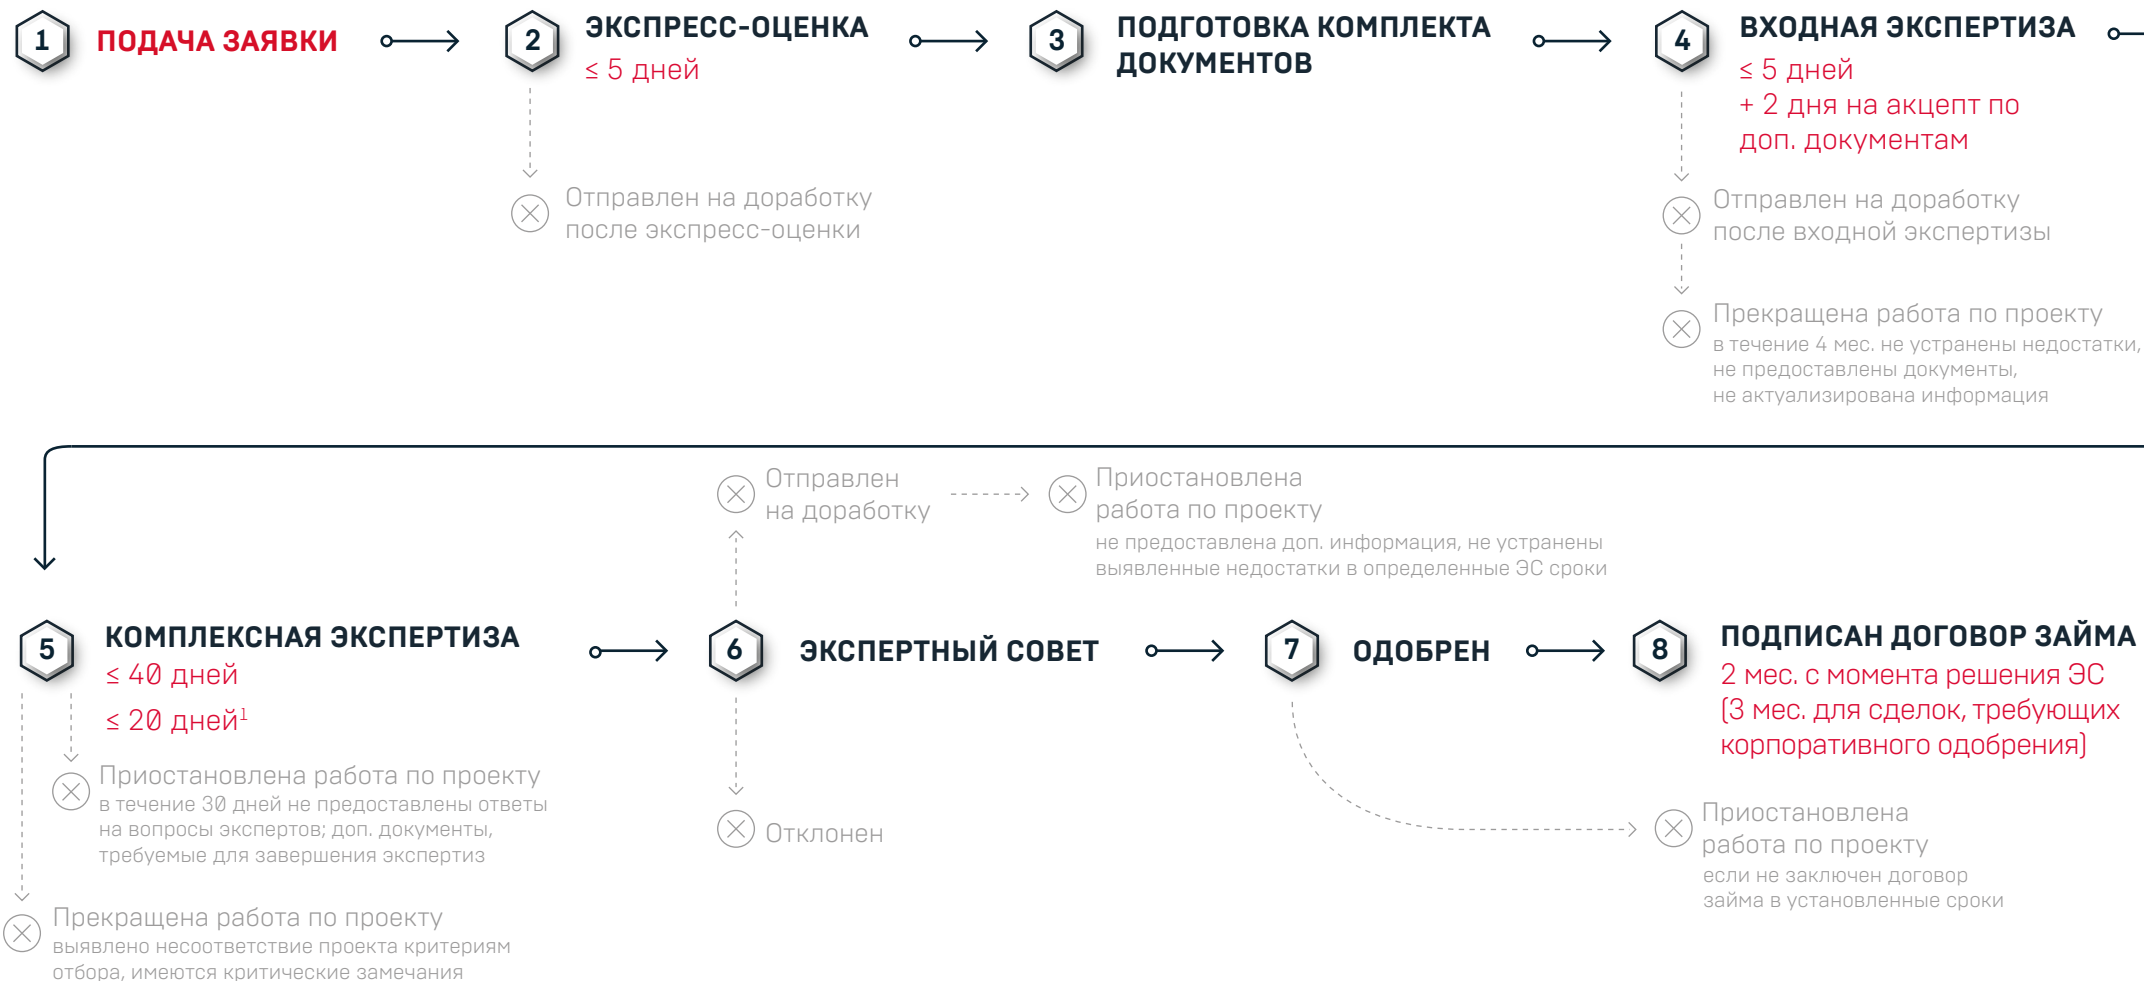 1
ПОДАЧА ЗАЯВКИ
2
ЭКСПРЕСС-ОЦЕНКА
≤ 5 дней
Отправлен на доработку
после экспресс-оценки
3
ПОДГОТОВКА КОМПЛЕКТА
ДОКУМЕНТОВ
4
ВХОДНАЯ ЭКСПЕРТИЗА
≤ 5 дней
+ 2 дня на акцепт по
доп. документам
Отправлен на доработку
после входной экспертизы
Прекращена работа по проекту
в течение 4 мес. не устранены недостатки,
не предоставлены документы,
не актуализирована информация
5
КОМПЛЕКСНАЯ ЭКСПЕРТИЗА
≤ 40 дней
≤ 20 дней¹
Приостановлена работа по проекту
в течение 30 дней не предоставлены ответы
на вопросы экспертов; доп. документы,
требуемые для завершения экспертиз
Прекращена работа по проекту
выявлено несоответствие проекта критериям
отбора, имеются критические замечания
Отправлен
на доработку
Приостановлена
работа по проекту
не предоставлена доп. информация, не устранены
выявленные недостатки в определенные ЭС сроки
6
ЭКСПЕРТНЫЙ СОВЕТ
Отклонен
7
ОДОБРЕН
8
ПОДПИСАН ДОГОВОР ЗАЙМА
2 мес. с момента решения ЭС
(3 мес. для сделок, требующих
корпоративного одобрения)
Приостановлена
работа по проекту
если не заключен договор
займа в установленные сроки